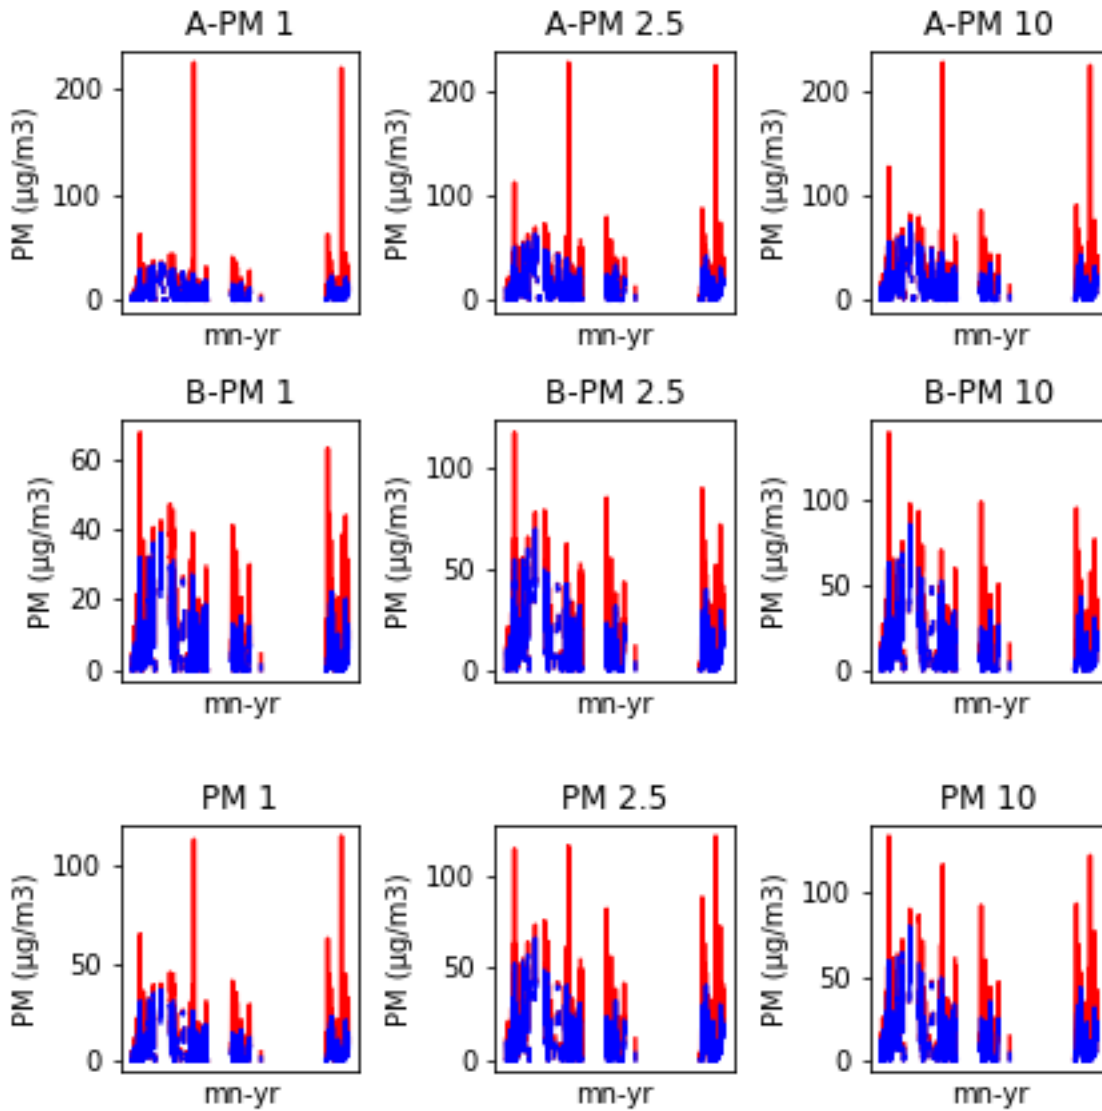 A-PM 1 A-PM 2.5 A-PM 10
PM (µg/m3) 200 100 0 PM (µg/m3) 200 100 0 PM (µg/m3) 200 100 0
mn-yr mn-yr mn-yr
B-PM 1 B-PM 2.5 B-PM 10
PM (µg/m3) 60 40 20 0 PM (µg/m3) 100 50 0 PM (µg/m3) 100 50 0
mn-yr mn-yr mn-yr
PM 1 PM 2.5 PM 10
PM (µg/m3) 100 50 0 PM (µg/m3) 100 50 0 PM (µg/m3) 100 50 0
mn-yr mn-yr mn-yr